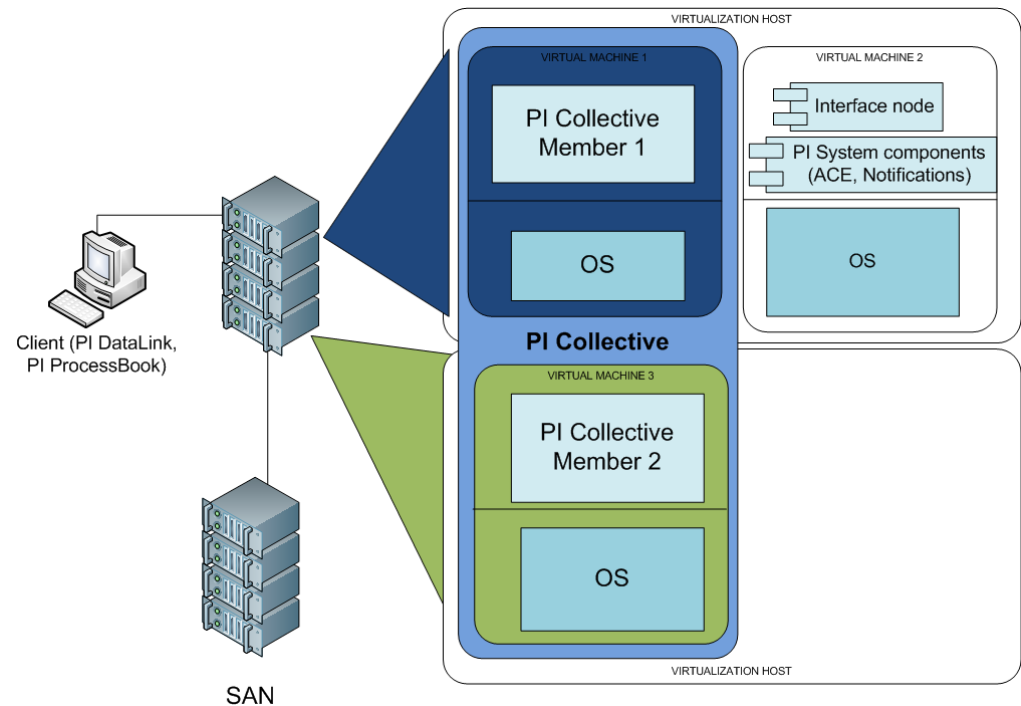 VIRTUALIZATION HOST
VIRTUAL MACHINE 1
PI Collective
Member 1
OS
VIRTUAL MACHINE 2
Interface node
PI System components
(ACE, Notifications)
OS
Client (PI DataLink,
PI ProcessBook)
PI Collective
VIRTUAL MACHINE 3
PI Collective
Member 2
OS
VIRTUALIZATION HOST
SAN